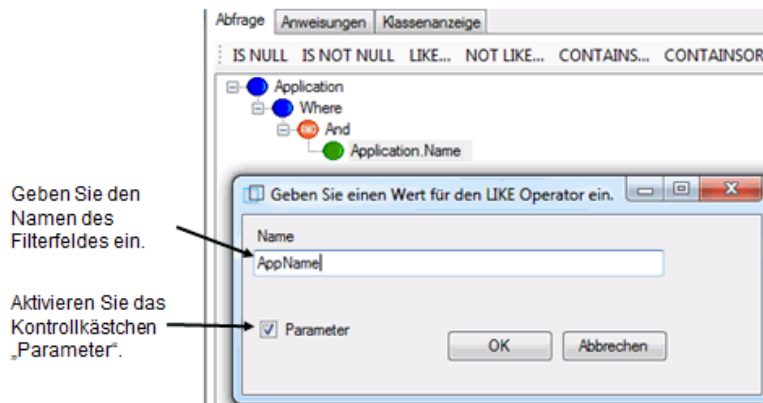 Abfrage Anweisungen Klassenanzeige
IS NULL IS NOT NULL LIKE... NOT LIKE... CONTAINS... CONTAINSOR
Application
Where
And
Application.Name
Geben Sie einen Wert für den LIKE Operator ein.
Geben Sie den
Namen des
Filterfeldes ein.
Name
AppName
Aktivieren Sie das
Kontrollkästchen
„Parameter“.
Parameter
OK Abbrechen